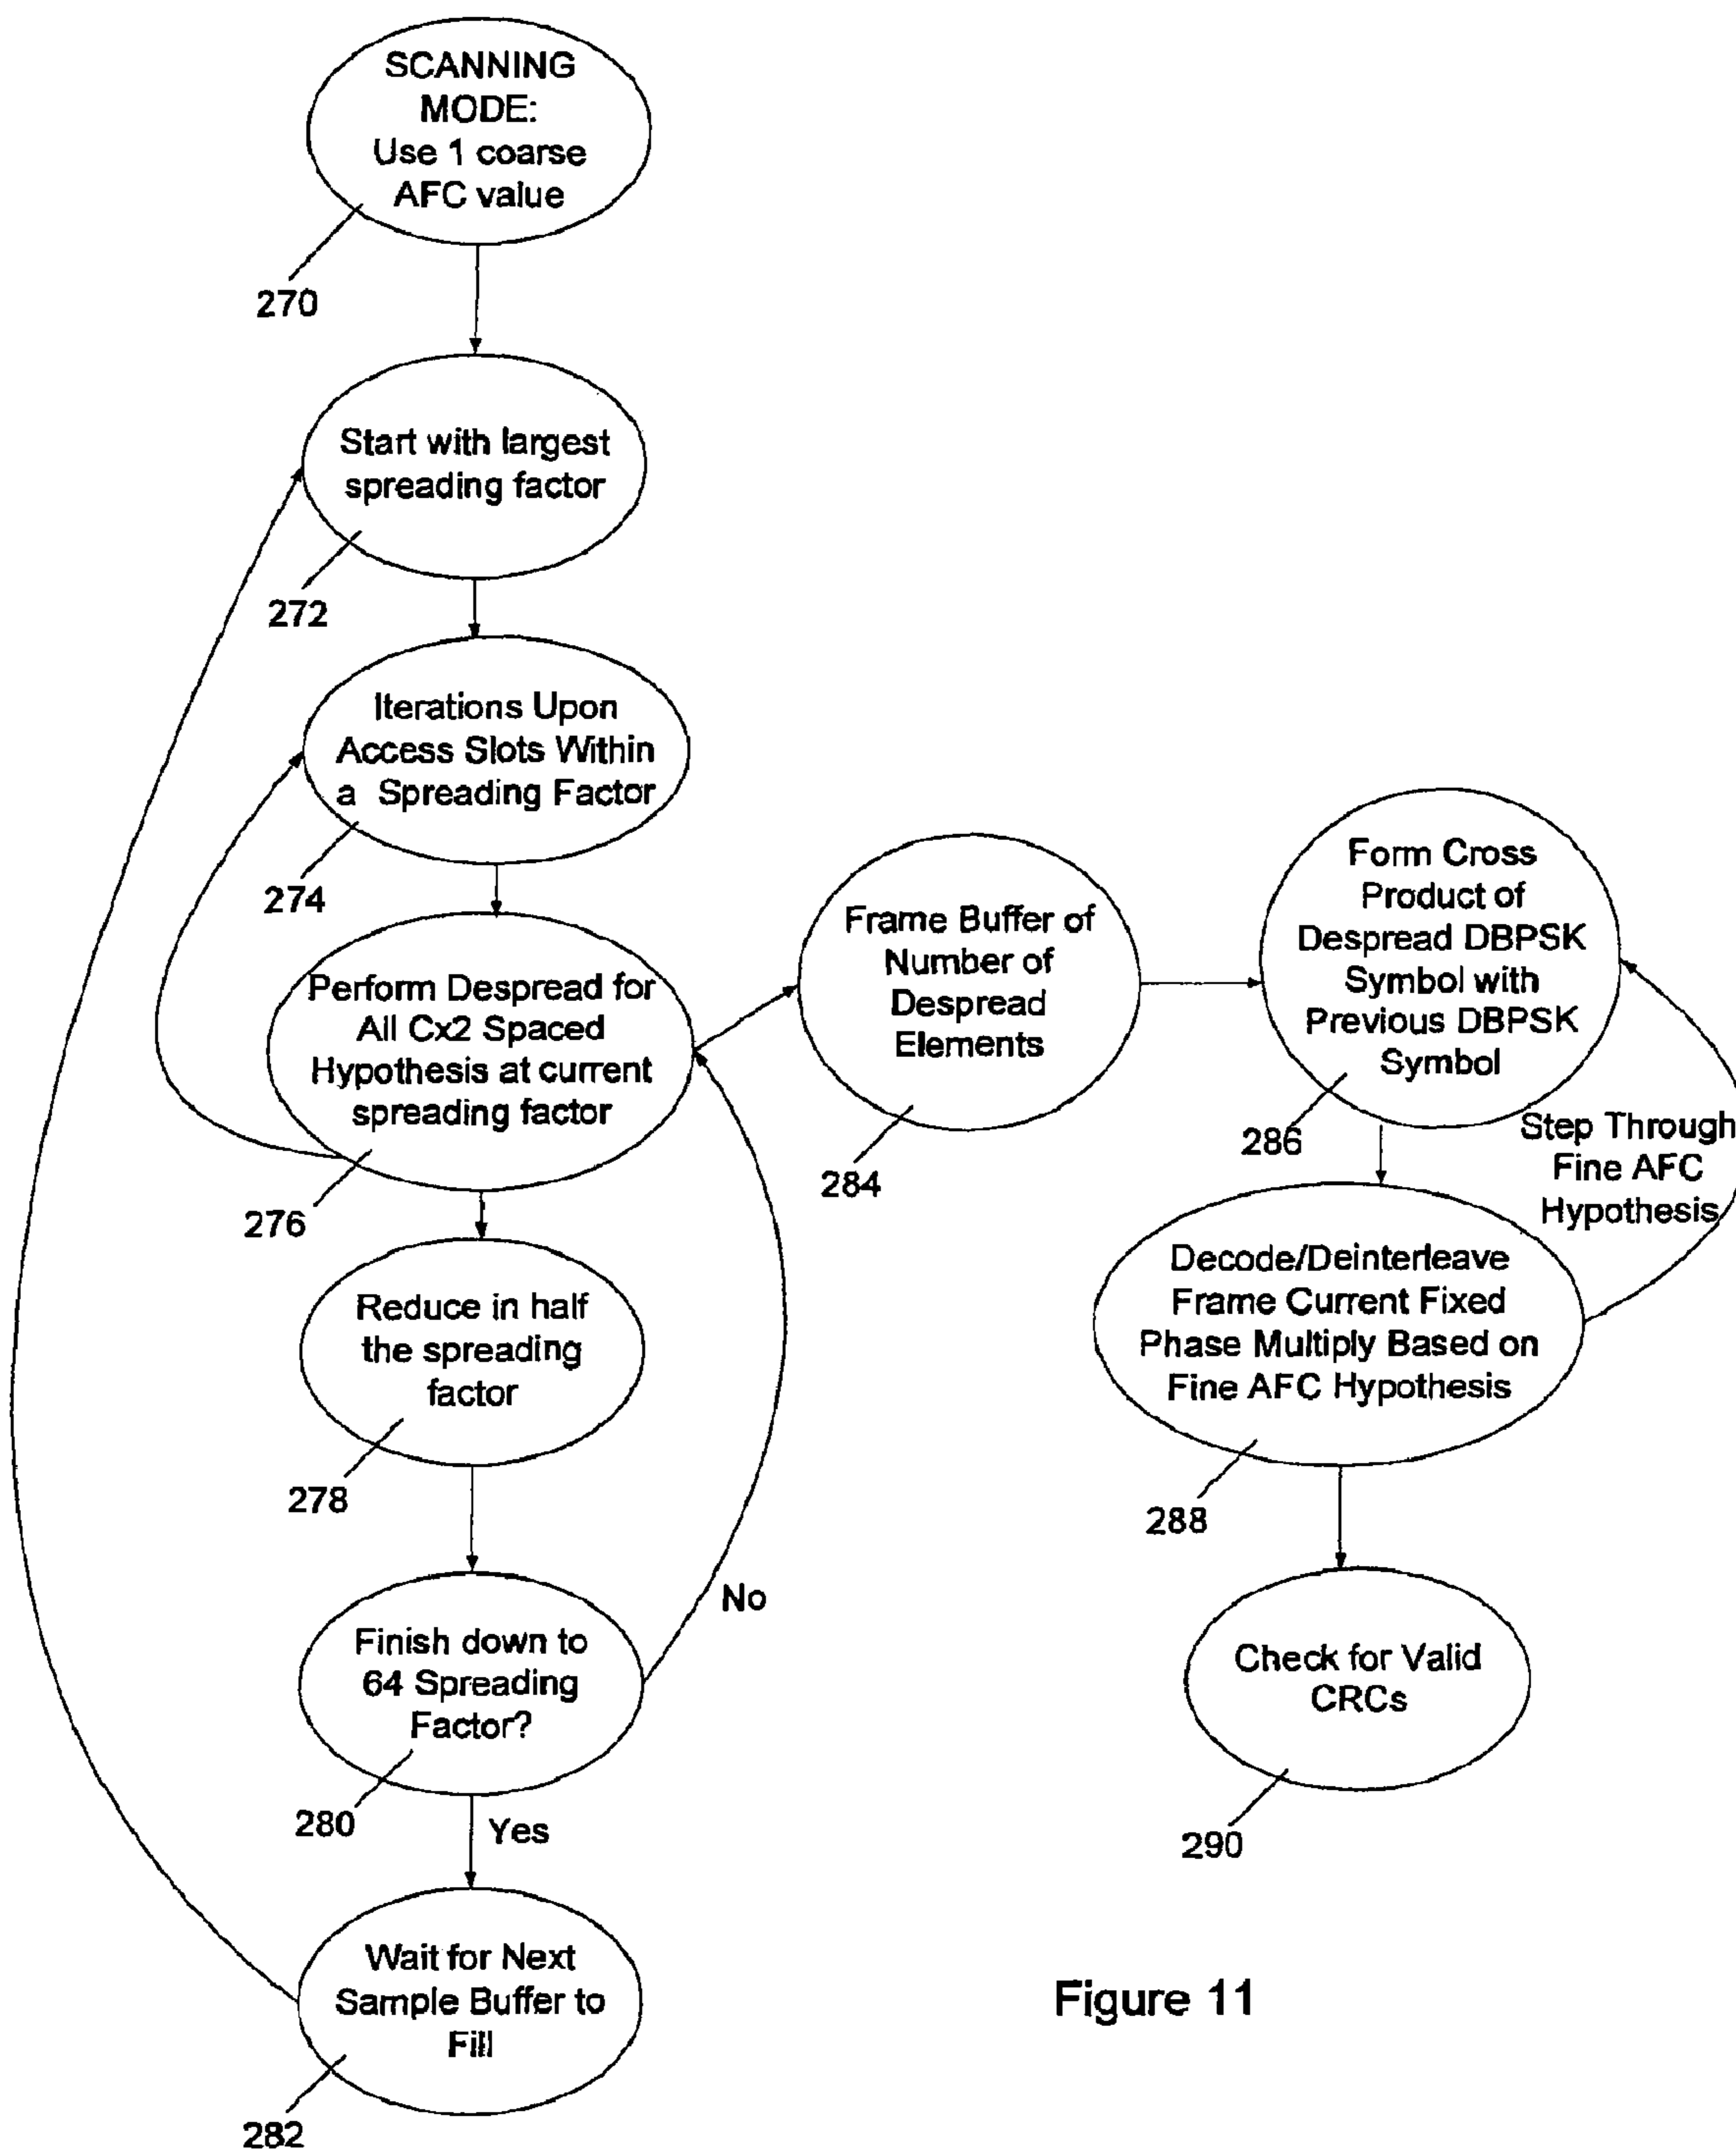 SCANNING
MODE:
Use 1 coarse
AFC value
270
Start with largest
spreading factor
272
Iterations Upon
Access Slots Within
a Spreading Factor
274
Perform Despread for
All Cx2 Spaced
Hypothesis at current
spreading factor
276
Reduce in half
the spreading
factor
278
Finish down to
64 Spreading
Factor?
280
No
Yes
Wait for Next
Sample Buffer to
Fill
282
Frame Buffer of
Number of
Despread
Elements
284
Form Cross
Product of
Despread DBPSK
Symbol with
Previous DBPSK
Symbol
286
Step Through
Fine AFC
Hypothesis
Decode/Deinterleave
Frame Current Fixed
Phase Multiply Based on
Fine AFC Hypothesis
288
Check for Valid
CRCs
290
Figure 11